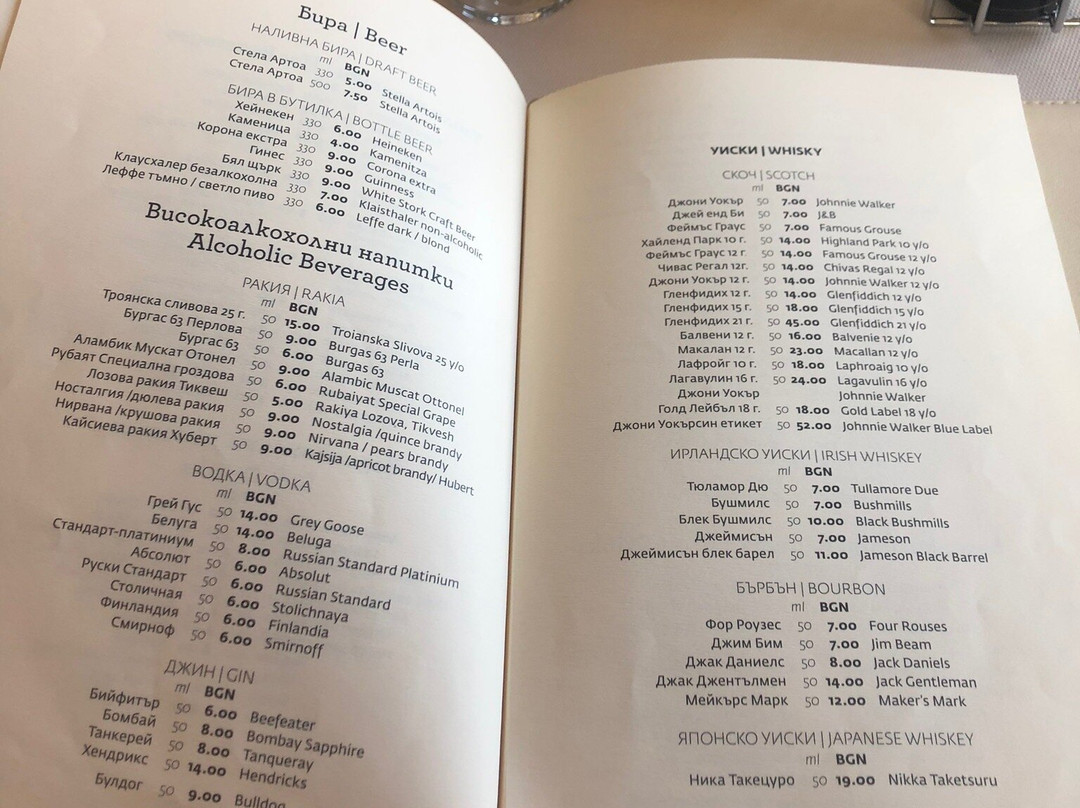 Бира | Beer
НАЛИВНА БИРА | DRAFT BEER
ml BGN
Стела Артоа 330 5.00 Stella Artois
Стела Артоа 500 7.50 Stella Artois
БИРА В БУТИЛКА | BOTTLE BEER
Хейнекен 330 6.00 Heineken
Каменица 330 4.00 Kamenitza
Корона екстра 330 9.00 Corona extra
Гинес 330 9.00 Guinness
Бял щърк 330 9.00 White Stork Craft Beer
Клаусхалер безалкохолна 330 7.00 Klaisthaler non-alcoholic
Леффе тъмно / светло пиво 330 6.00 Leffe dark / blond
Високоалкохолни напитки
Alcoholic Beverages
РАКИЯ | RAKIA
ml BGN
Троянска сливова 25 г. 50 15.00 Troianska Slivova 25 y/o
Бургас 63 Перлова 50 9.00 Burgas 63 Perla
Бургас 63 50 6.00 Burgas 63
Аламбик Мускат Отонел 50 9.00 Alambic Muscat Ottonel
Рубаят Специална гроздова 50 6.00 Rubaiyat Special Grape
Лозова ракия Тиквеш 50 5.00 Rakiya Lozova, Tikvesh
Носталгия /дюлева ракия 50 9.00 Nostalgia /quince brandy
Нирвана /крушова ракия 50 9.00 Nirvana / pears brandy
Кайсиева ракия Хуберт 50 9.00 Kajsija /apricot brandy/ Hubert
ВОДКА | VODKA
ml BGN
Грей Гус 50 14.00 Grey Goose
Белуга 50 14.00 Beluga
Стандарт-платиниум 50 8.00 Russian Standard Platinium
Абсолют 50 6.00 Absolut
Руски Стандарт 50 6.00 Russian Standard
Столичная 50 6.00 Stolichnaya
Финландия 50 6.00 Finlandia
Смирноф 50 6.00 Smirnoff
ДЖИН | GIN
ml BGN
Бийфитър 50 6.00 Beefeater
Бомбай 50 8.00 Bombay Sapphire
Танкерей 50 8.00 Tanqueray
Хендрикс 50 14.00 Hendricks
Булдог 50 9.00 Bulldog
УИСКИ | WHISKY
СКОЧ | SCOTCH
ml BGN
Джони Уокър 50 7.00 Johnnie Walker
Джей енд Би 50 7.00 J&B
Феймъс Граус 50 7.00 Famous Grouse
Хайленд Парк 10 г. 50 14.00 Highland Park 10 y/o
Феймъс Граус 12 г. 50 14.00 Famous Grouse 12 y/o
Чивас Регал 12г. 50 14.00 Chivas Regal 12 y/o
Джони Уокър 12 г. 50 14.00 Johnnie Walker 12 y/o
Гленфидих 12 г. 50 14.00 Glenfiddich 12 y/o
Гленфидих 15 г. 50 18.00 Glenfiddich 15 y/o
Гленфидих 21 г. 50 45.00 Glenfiddich 21 y/o
Балвени 12 г. 50 16.00 Balvenie 12 y/o
Макалан 12 г. 50 23.00 Macallan 12 y/o
Лафройг 10 г. 50 18.00 Laphroaig 10 y/o
Лагавулин 16 г. 50 24.00 Lagavulin 16 y/o
Джони Уокър Johnnie Walker
Голд Лейбъл 18 г. 50 18.00 Gold Label 18 y/o
Джони Уокърсин етикет 50 52.00 Johnnie Walker Blue Label
ИРЛАНДСКО УИСКИ | IRISH WHISKEY
ml BGN
Тюламор Дю 50 7.00 Tullamore Due
Бушмилс 50 7.00 Bushmills
Блек Бушмилс 50 10.00 Black Bushmills
Джеймисън 50 7.00 Jameson
Джеймисън блек барел 50 11.00 Jameson Black Barrel
БЪРБЪН | BOURBON
ml BGN
Фор Роузес 50 7.00 Four Rouses
Джим Бим 50 7.00 Jim Beam
Джак Даниелс 50 8.00 Jack Daniels
Джак Джентълмен 50 14.00 Jack Gentleman
Мейкърс Марк 50 12.00 Maker's Mark
ЯПОНСКО УИСКИ | JAPANESE WHISKEY
ml BGN
Ника Такецуро 50 19.00 Nikka Taketsuru